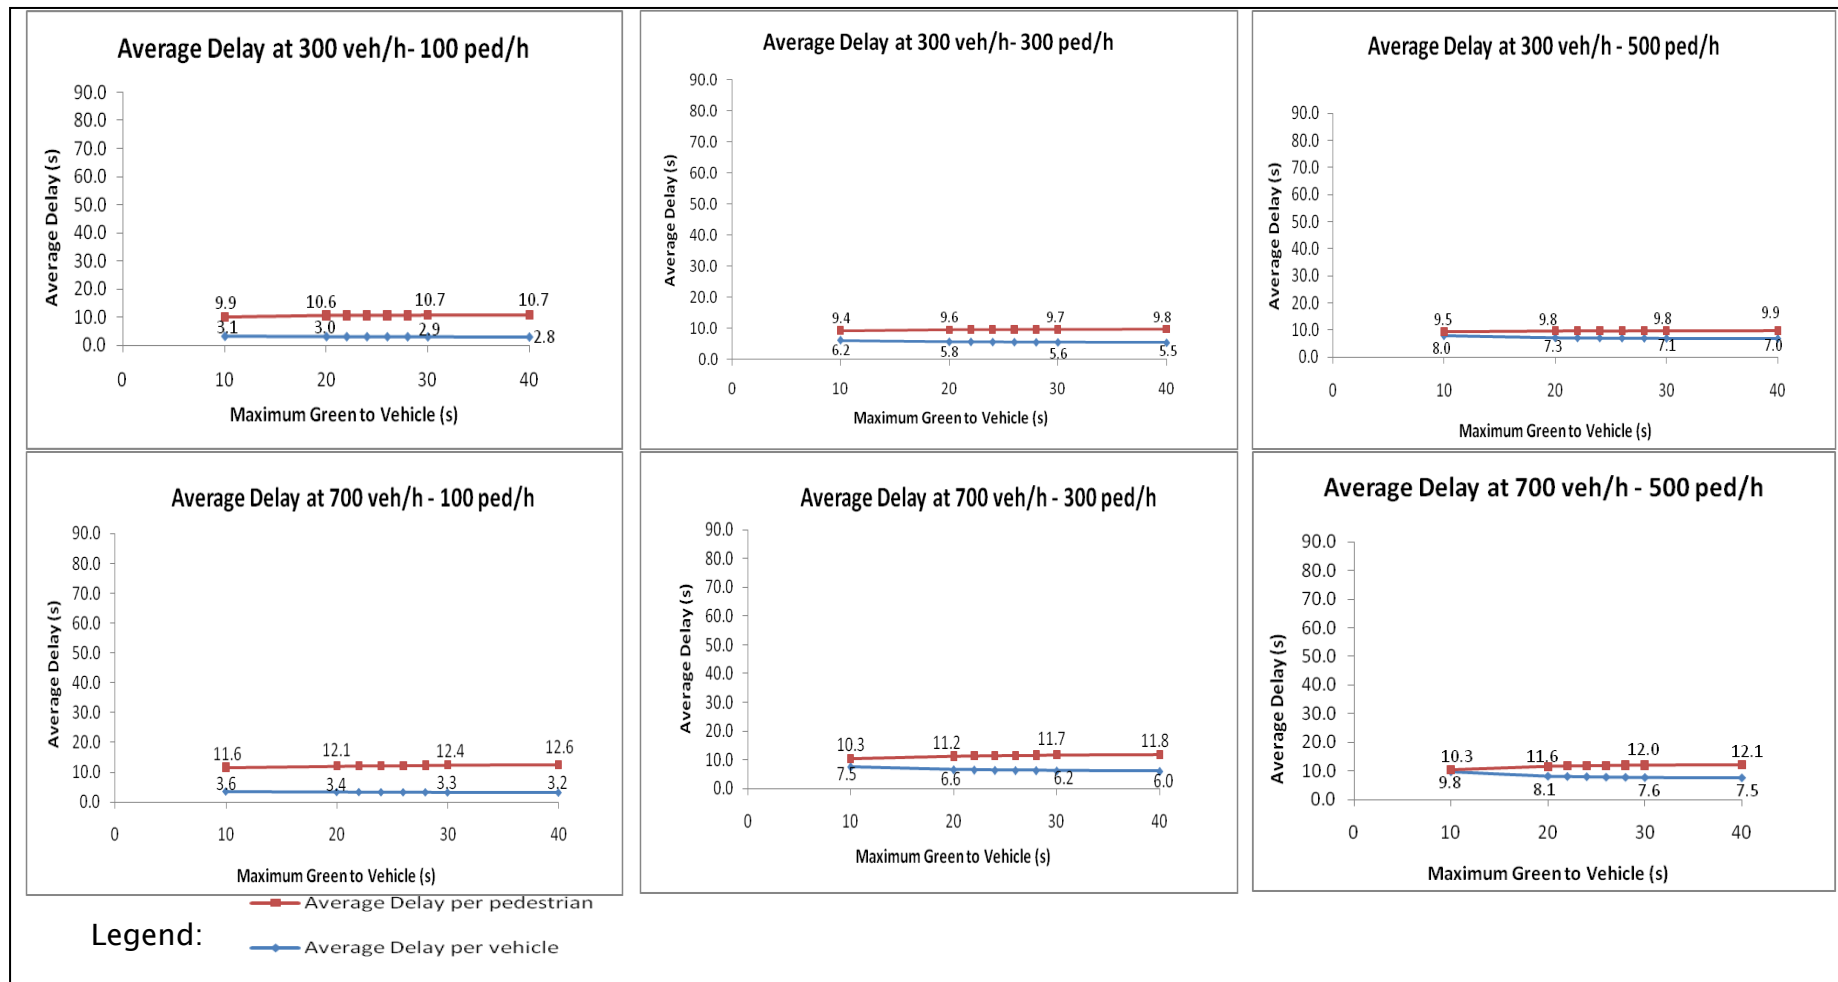 Average Delay at 300 veh/h- 100 ped/h
90.0
80.0
70.0
60.0
50.0
40.0
30.0
20.0
10.0
0.0
Average Delay (s)
9.9 10.6 10.7 10.7
3.1 3.0 2.9 2.8
0 10 20 30 40
Maximum Green to Vehicle (s)
Average Delay at 300 veh/h- 300 ped/h
90.0
80.0
70.0
60.0
50.0
40.0
30.0
20.0
10.0
0.0
Average Delay (s)
9.4 9.6 9.7 9.8
6.2 5.8 5.6 5.5
0 10 20 30 40
Maximum Green to Vehicle (s)
Average Delay at 300 veh/h - 500 ped/h
90.0
80.0
70.0
60.0
50.0
40.0
30.0
20.0
10.0
0.0
Average Delay (s)
9.5 9.8 9.8 9.9
8.0 7.3 7.1 7.0
0 10 20 30 40
Maximum Green to Vehicle (s)
Average Delay at 700 veh/h - 100 ped/h
90.0
80.0
70.0
60.0
50.0
40.0
30.0
20.0
10.0
0.0
Average Delay (s)
11.6 12.1 12.4 12.6
3.6 3.4 3.3 3.2
0 10 20 30 40
Maximum Green to Vehicle (s)
Average Delay at 700 veh/h - 300 ped/h
90.0
80.0
70.0
60.0
50.0
40.0
30.0
20.0
10.0
0.0
Average Delay (s)
10.3 11.2 11.7 11.8
7.5 6.6 6.2 6.0
0 10 20 30 40
Maximum Green to Vehicle (s)
Average Delay at 700 veh/h - 500 ped/h
90.0
80.0
70.0
60.0
50.0
40.0
30.0
20.0
10.0
0.0
Average Delay (s)
10.3 11.6 12.0 12.1
9.8 8.1 7.6 7.5
0 10 20 30 40
Maximum Green to Vehicle (s)
Legend:
Average Delay per pedestrian
Average Delay per vehicle